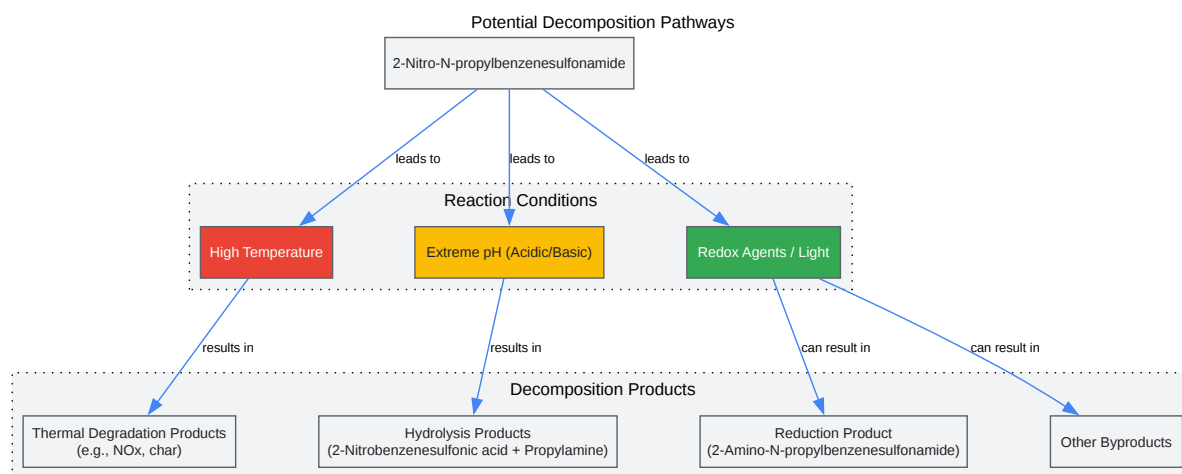 Potential Decomposition Pathways
2-Nitro-N-propylbenzenesulfonamide
leads to
leads to
leads to
Reaction Conditions
High Temperature
Extreme pH (Acidic/Basic)
Redox Agents / Light
results in
results in
can result in
can result in
Decomposition Products
Thermal Degradation Products
(e.g., NOx, char)
Hydrolysis Products
(2-Nitrobenzenesulfonic acid + Propylamine)
Reduction Product
(2-Amino-N-propylbenzenesulfonamide)
Other Byproducts